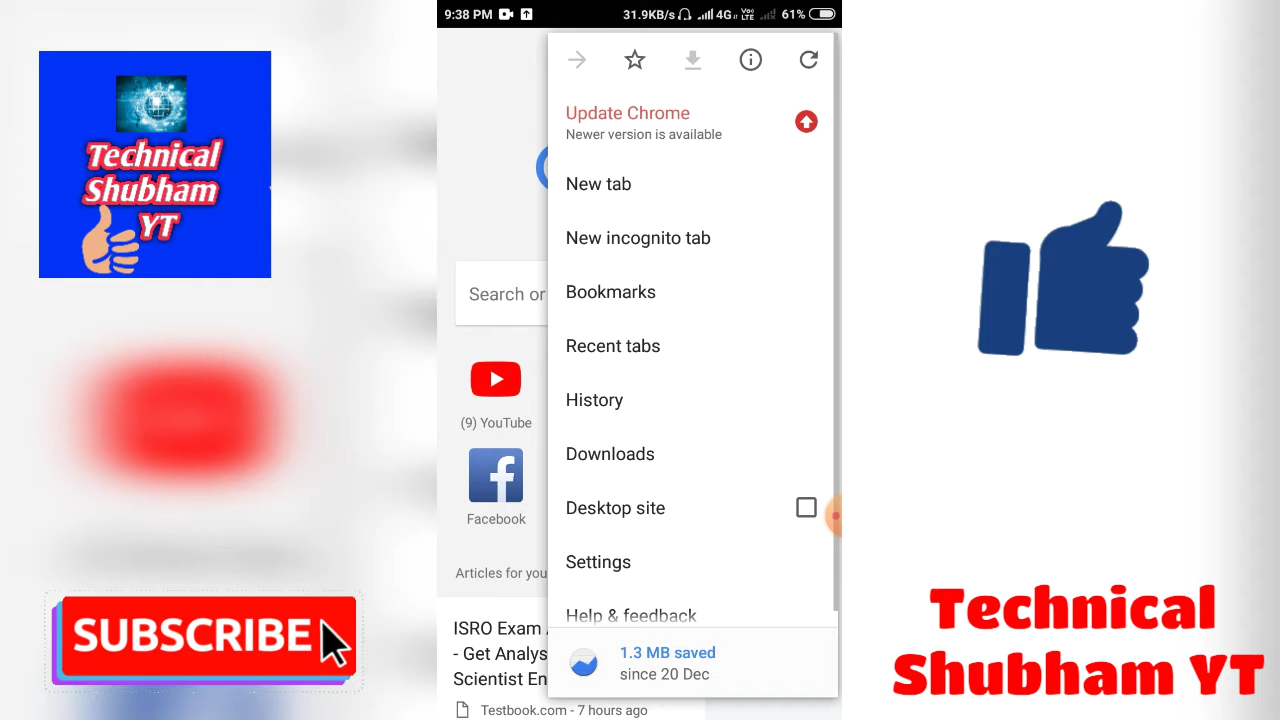 Technical
Shubham
YT
SUBSCRIBE
9:38 PM
31.9KB/s
4G
Vo)
LTE
61%
Update Chrome
Newer version is available
New tab
New incognito tab
Bookmarks
Recent tabs
History
Downloads
Desktop site
Settings
Help & feedback
1.3 MB saved
since 20 Dec
Search or
(9) YouTube
Facebook
Articles for you
ISRO Exam
- Get Analys
Scientist En
Testbook.com - 7 hours ago
Technical
Shubham YT